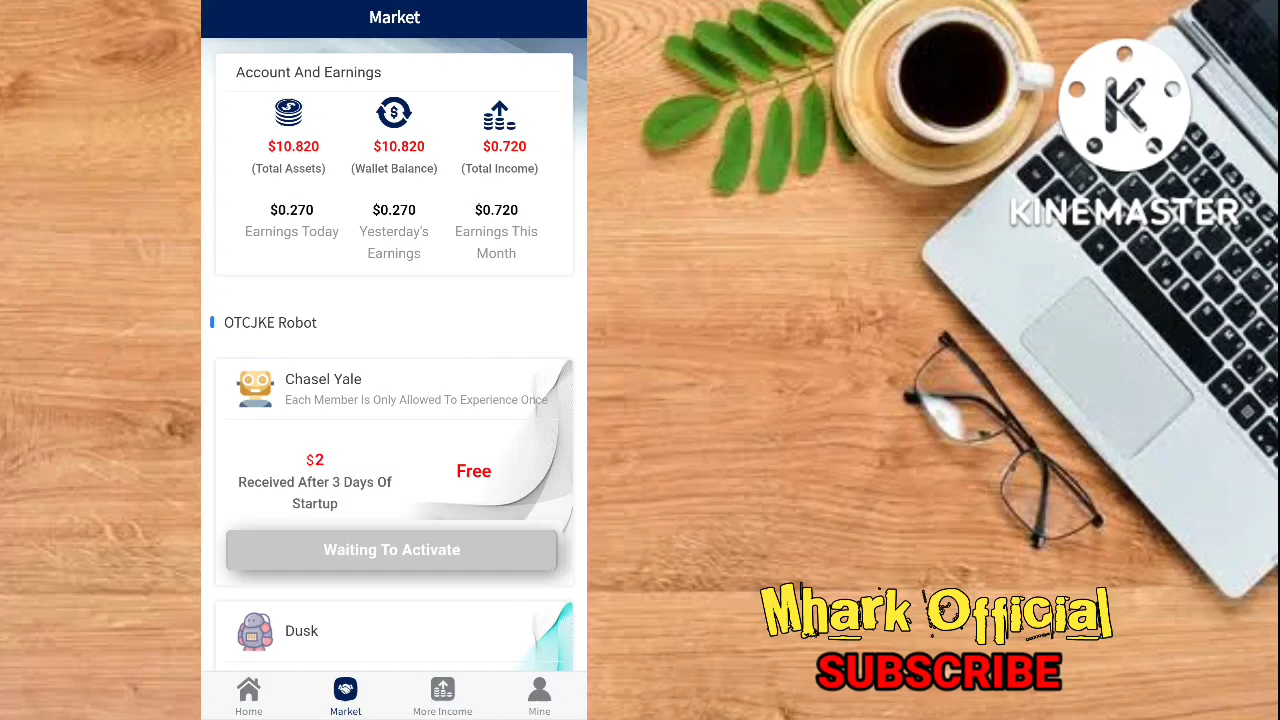 Market
Account And Earnings
$10.820
$10.820
$0.720
(Total Assets)
(Wallet Balance)
(Total Income)
$0.270
$0.270
$0.720
Earnings Today
Yesterday's
Earnings
Earnings This
Month
OTCJKE Robot
Chasel Yale
Each Member Is Only Allowed To Experience Once
$2
Received After 3 Days Of
Startup
Free
Waiting To Activate
Dusk
Home
Market
More Income
Mine
K
KINEMASTER
Mhark Official
SUBSCRIBE